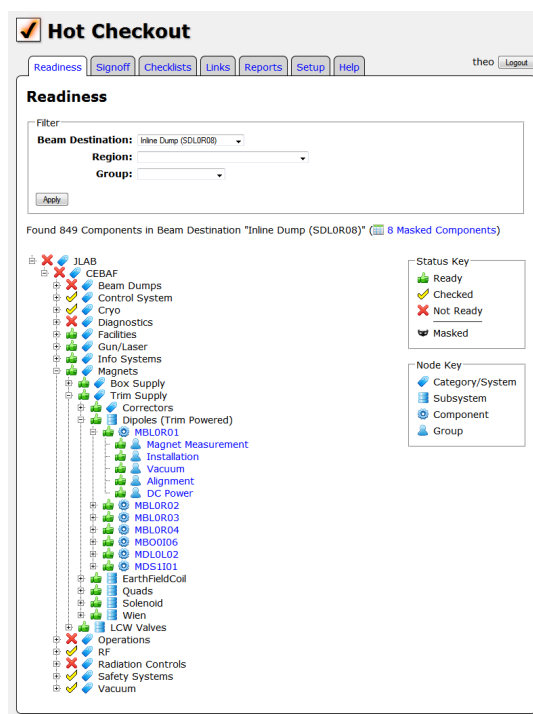 Hot Checkout
Readiness Signoff Checklists Links Reports Setup Help theo Logout
Readiness
Filter
Beam Destination: Inline Dump (SDL0R08)
Region:
Group:
Apply
Found 849 Components in Beam Destination "Inline Dump (SDL0R08)" (8 Masked Components)
JLAB
CEBAF
Beam Dumps
Control System
Cryo
Diagnostics
Facilities
Gun/Laser
Info Systems
Magnets
Box Supply
Trim Supply
Correctors
Dipoles (Trim Powered)
MBL0R01
Magnet Measurement
Installation
Vacuum
Alignment
DC Power
MBL0R02
MBL0R03
MBL0R04
MBO0I06
MDL0L02
MDS1I01
EarthFieldCoil
Quads
Solenoid
Wien
LCW Valves
Operations
RF
Radiation Controls
Safety Systems
Vacuum
Status Key
Ready
Checked
Not Ready
Masked
Node Key
Category/System
Subsystem
Component
Group